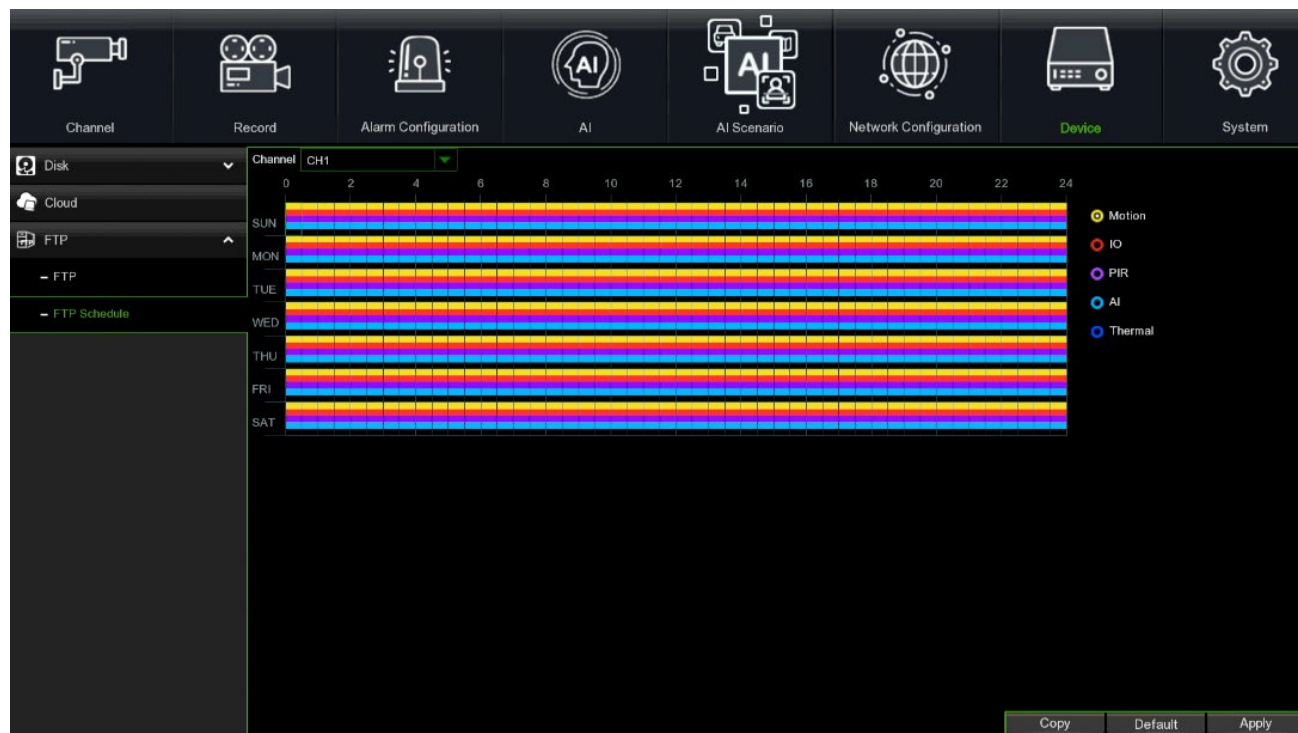 AI
AI
Channel Record Alarm Configuration AI AI Scenario Network Configuration Device System
Disk
Cloud
FTP
FTP
FTP Schedule
Channel CH1
0 2 4 6 8 10 12 14 16 18 20 22 24
SUN
MON
TUE
WED
THU
FRI
SAT
Motion
IO
PIR
AI
Thermal
Copy Default Apply